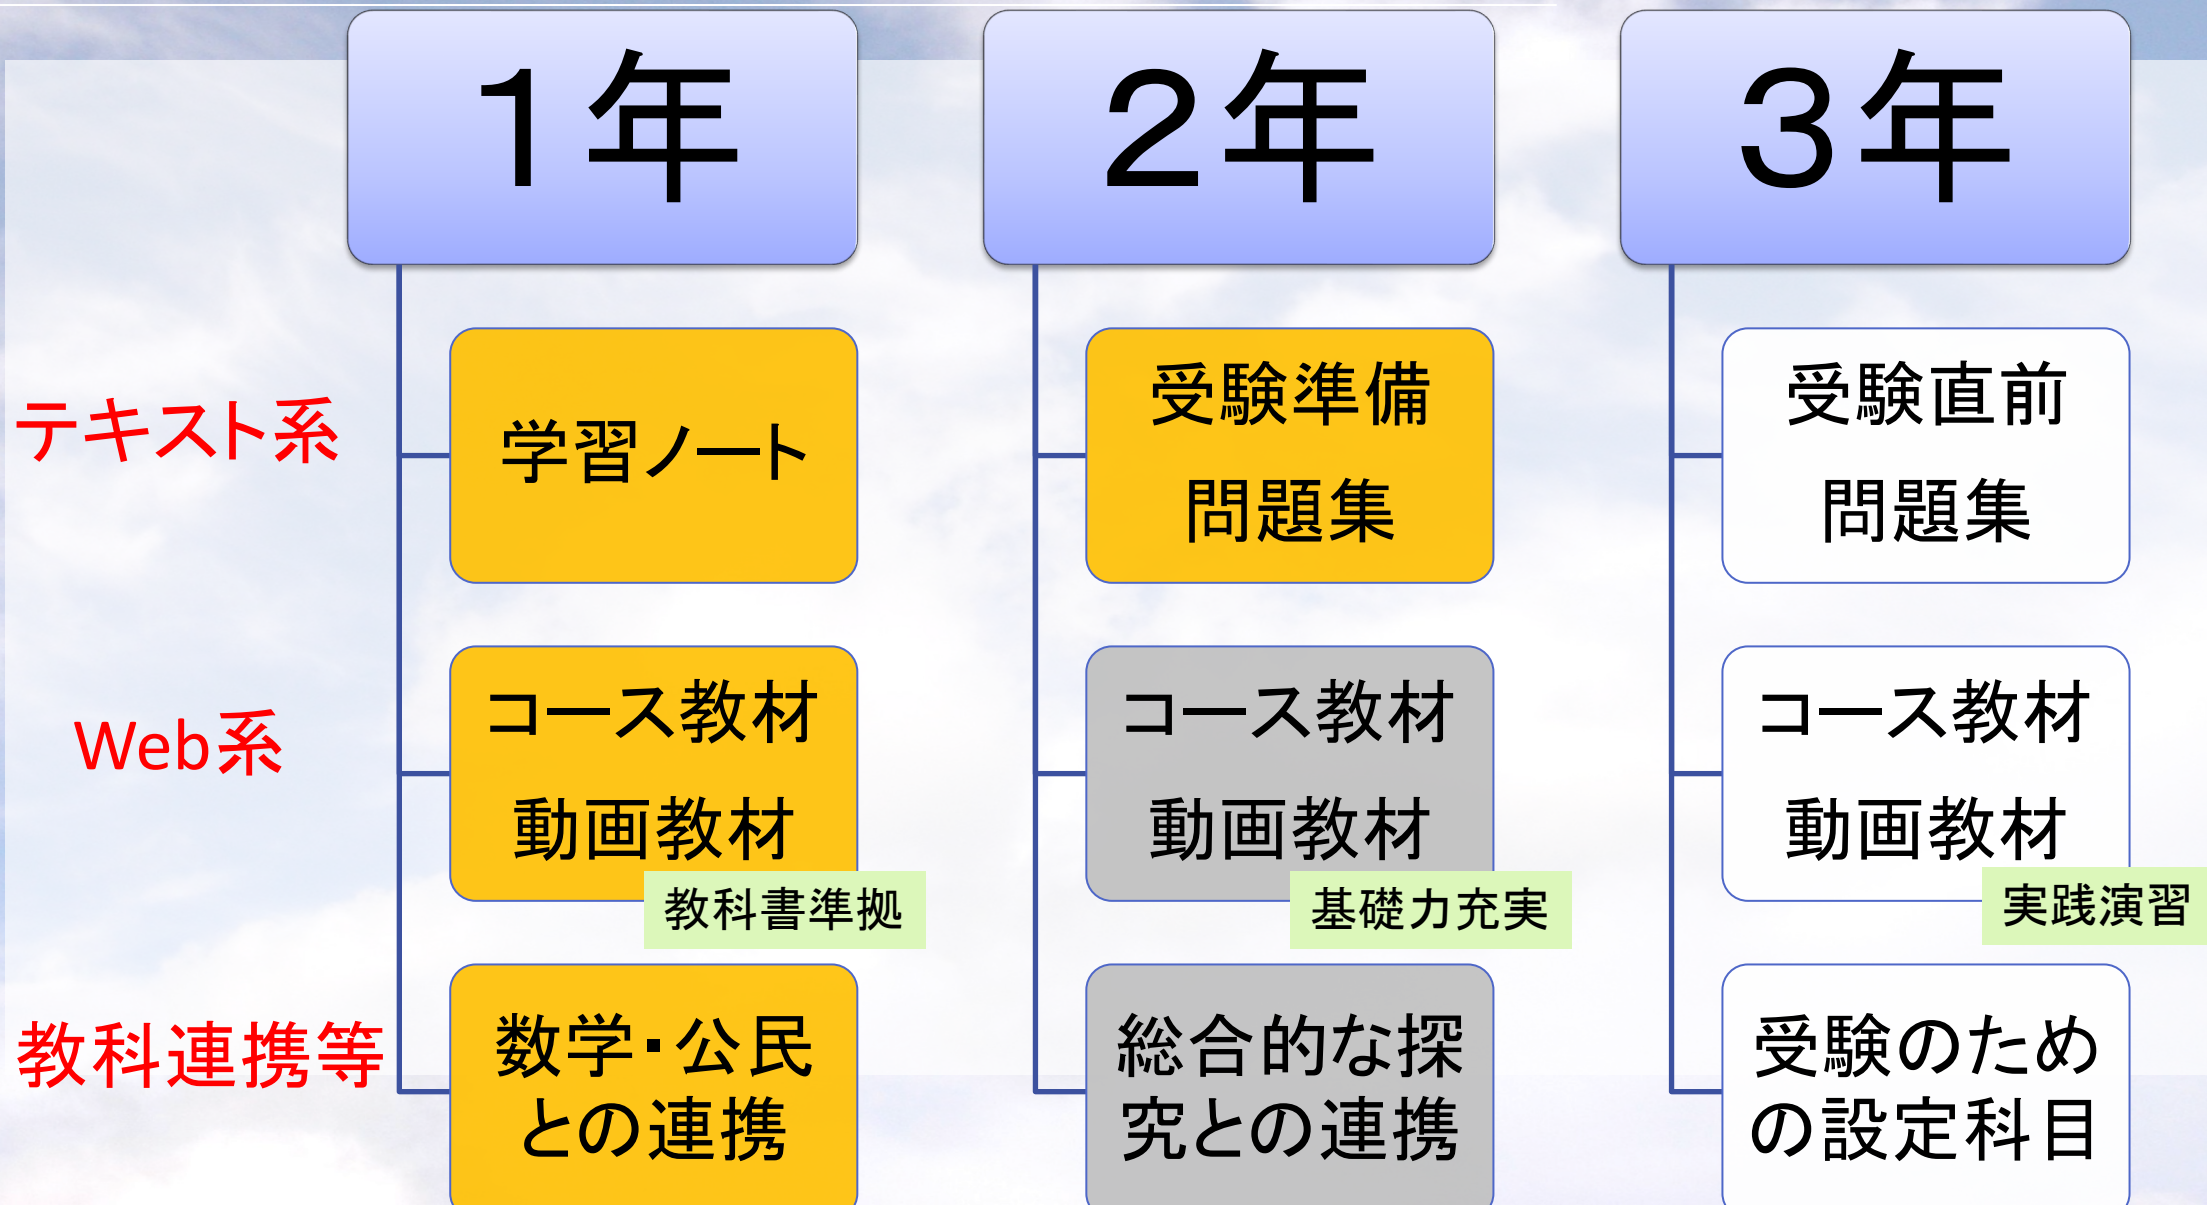 １年
２年
３年
テキスト系
学習ノート
受験準備
問題集
受験直前
問題集
Web系
コース教材
動画教材
教科書準拠
コース教材
動画教材
基礎力充実
コース教材
動画教材
実践演習
教科連携等
数学・公民
との連携
総合的な探
究との連携
受験のため
の設定科目